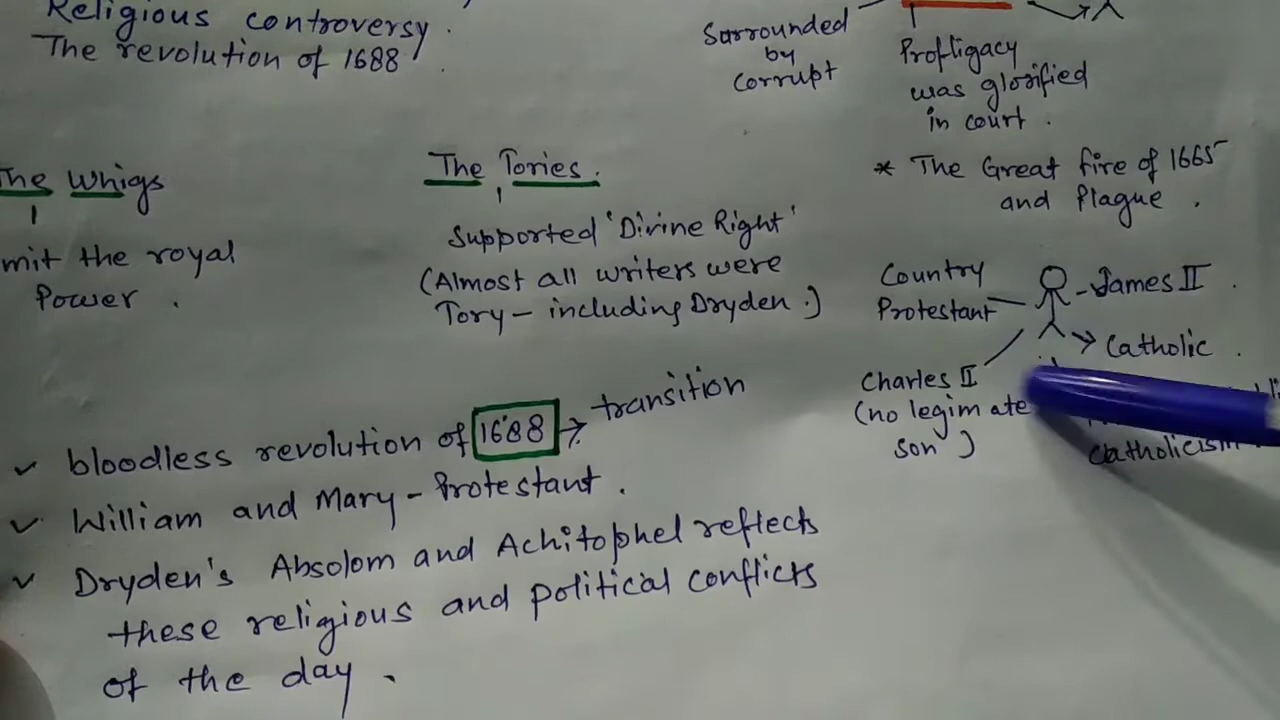 Religious controversy.
The revolution of 1688.
Surrounded
by
corrupt
Profligacy
was glorified
in court.
* The Great fire of 1665
and Plague.
The Whigs
mit the royal
Power.
The Tories.
Supported 'Divine Right'
(Almost all writers were
Tory - including Dryden.)
Country
Protestant
James II.
Catholic.
Charles II
(no legim ate
son)
Catholicism
✓ bloodless revolution of 1688 → transition
✓ William and Mary - Protestant.
✓ Dryden's Absolom and Achitophel reflects
these religious and political conflicts
of the day.